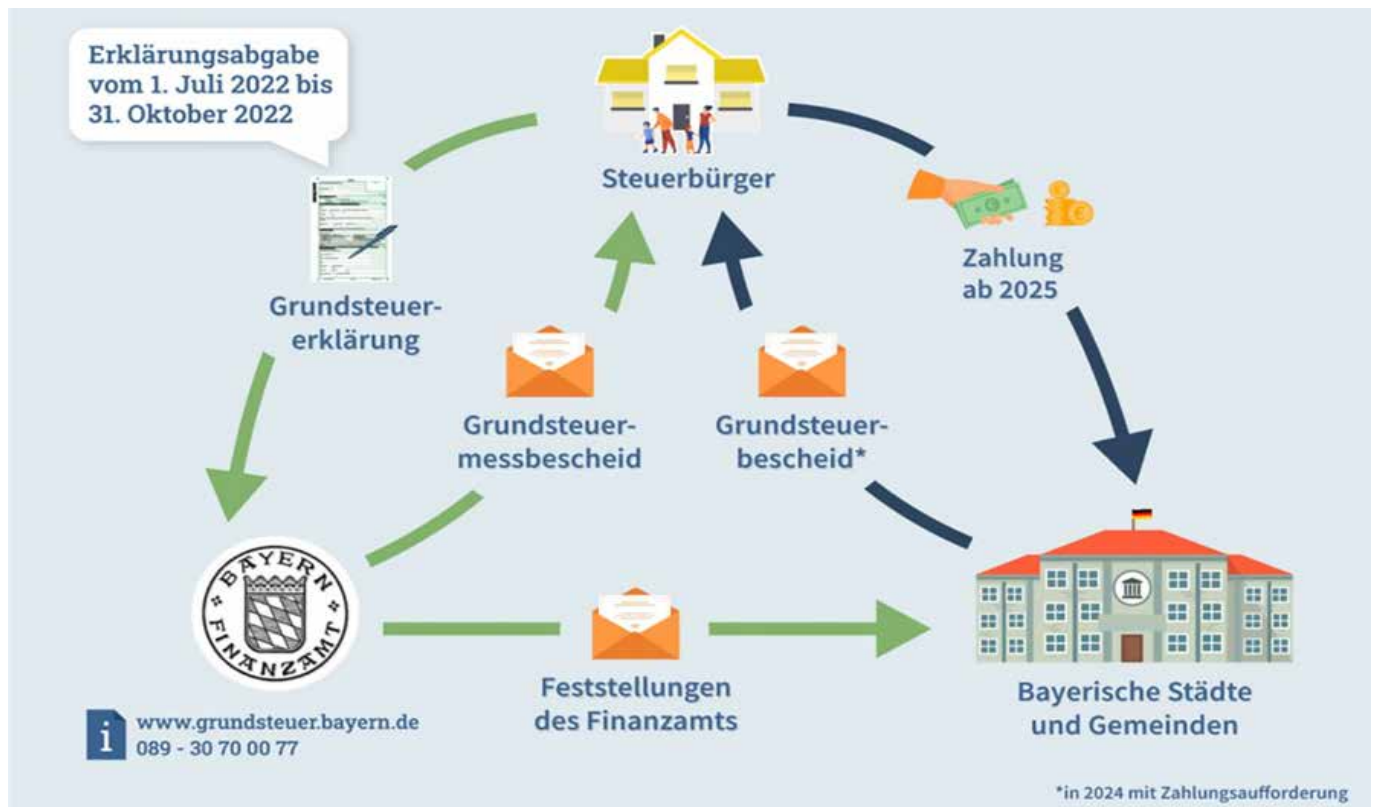 Erklärungsabgabe
vom 1. Juli 2022 bis
31. Oktober 2022
Steuerbürger
Grundsteuer-
erklärung
Zahlung
ab 2025
Grundsteuer-
messbescheid
Grundsteuer-
bescheid*
BAYERN
FINANZAMT
Feststellungen
des Finanzamts
Bayerische Städte
und Gemeinden
i
www.grundsteuer.bayern.de
089 - 30 70 00 77
*in 2024 mit Zahlungsaufforderung